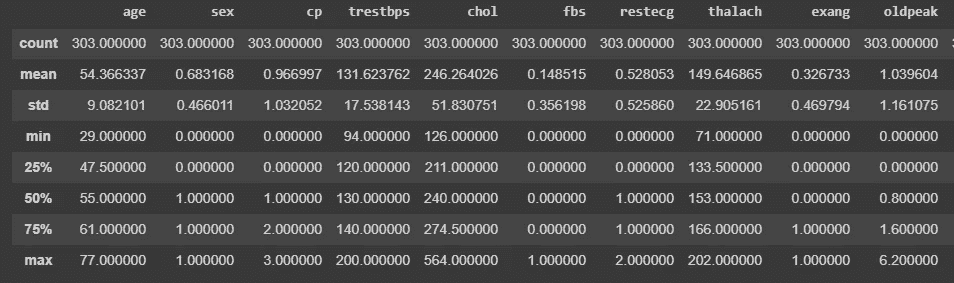 age sex cp trestbps chol fbs restecg thalach exang oldpeak
count 303.000000 303.000000 303.000000 303.000000 303.000000 303.000000 303.000000 303.000000 303.000000 303.000000
mean 54.366337 0.683168 0.966997 131.623762 246.264026 0.148515 0.528053 149.646865 0.326733 1.039604
std 9.082101 0.466011 1.032052 17.538143 51.830751 0.356198 0.525860 22.905161 0.469794 1.161075
min 29.000000 0.000000 0.000000 94.000000 126.000000 0.000000 0.000000 71.000000 0.000000 0.000000
25% 47.500000 0.000000 0.000000 120.000000 211.000000 0.000000 0.000000 133.500000 0.000000 0.000000
50% 55.000000 1.000000 1.000000 130.000000 240.000000 0.000000 1.000000 153.000000 0.000000 0.800000
75% 61.000000 1.000000 2.000000 140.000000 274.500000 0.000000 1.000000 166.000000 1.000000 1.600000
max 77.000000 1.000000 3.000000 200.000000 564.000000 1.000000 2.000000 202.000000 1.000000 6.200000